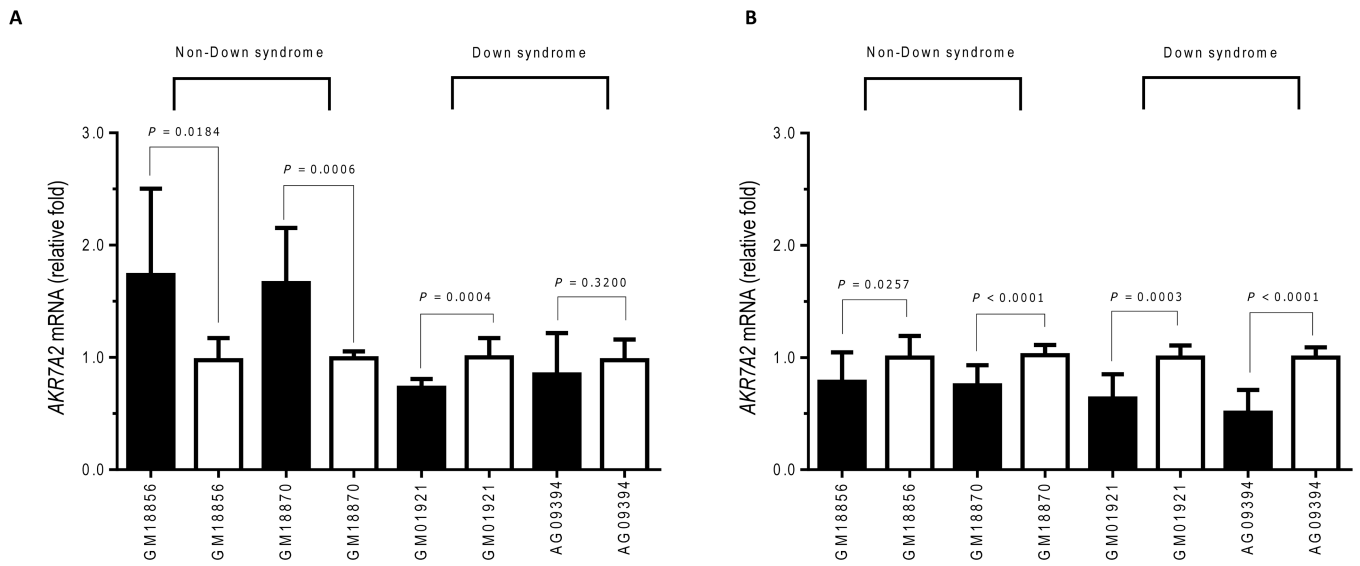 A
Non-Down syndrome
Down syndrome
3.0
2.0
1.0
0.0
AKR7A2 mRNA (relative fold)
P = 0.0184
P = 0.0006
P = 0.0004
P = 0.3200
GM18856
GM18856
GM18870
GM18870
GM01921
GM01921
AG09394
AG09394
B
Non-Down syndrome
Down syndrome
3.0
2.0
1.0
0.0
AKR7A2 mRNA (relative fold)
P = 0.0257
P < 0.0001
P = 0.0003
P < 0.0001
GM18856
GM18856
GM18870
GM18870
GM01921
GM01921
AG09394
AG09394